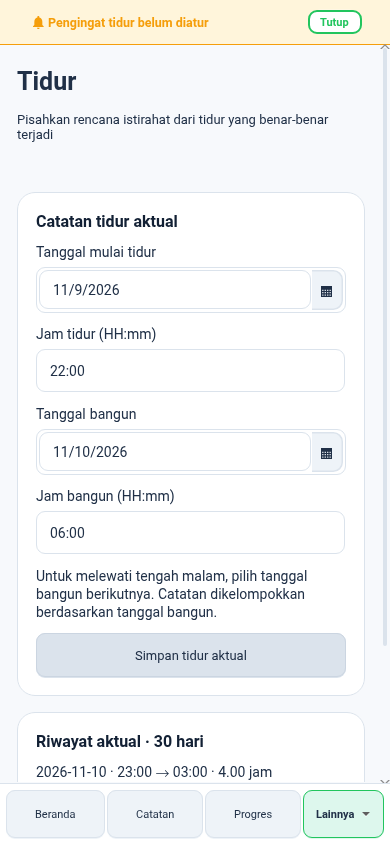 Pengingat tidur belum diatur
Tutup
Tidur
Pisahkan rencana istirahat dari tidur yang benar-benar
terjadi
Catatan tidur aktual
Tanggal mulai tidur
11/9/2026
Jam tidur (HH:mm)
22:00
Tanggal bangun
11/10/2026
Jam bangun (HH:mm)
06:00
Untuk melewati tengah malam, pilih tanggal
bangun berikutnya. Catatan dikelompokkan
berdasarkan tanggal bangun.
Simpan tidur aktual
Riwayat aktual · 30 hari
2026-11-10 · 23:00 → 03:00 · 4.00 jam
Beranda
Catatan
Progres
Lainnya